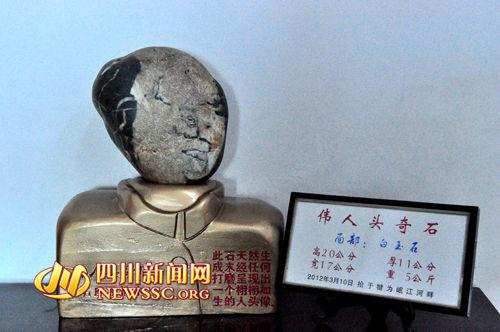 此石天然生
成未经任何
打磨呈现出
一个栩栩如
生的人头像
伟人头奇石
面部：白玉石
高20公分 厚11公分
宽17公分 重5公斤
2012年3月10日 捡于犍为岷江河畔
四川新闻网
NEWSSC.ORG